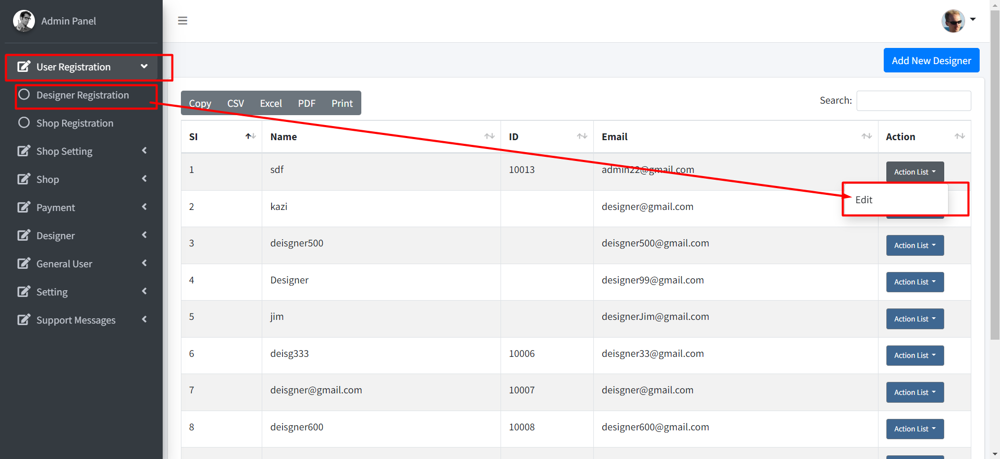 Admin Panel
Add New Designer
User Registration
Designer Registration
Shop Registration
Shop Setting
Shop
Payment
Designer
General User
Setting
Support Messages
Copy CSV Excel PDF Print
Search:
SI Name ID Email Action
1 sdf 10013 admin22@gmail.com Action List
Edit
2 kazi designer@gmail.com
3 deisgner500 deisgner500@gmail.com Action List
4 Designer designer99@gmail.com Action List
5 jim designerJim@gmail.com Action List
6 deisg333 10006 deisgner33@gmail.com Action List
7 deisgner@gmail.com 10007 deisgner@gmail.com Action List
8 deisgner600 10008 designer600@gmail.com Action List